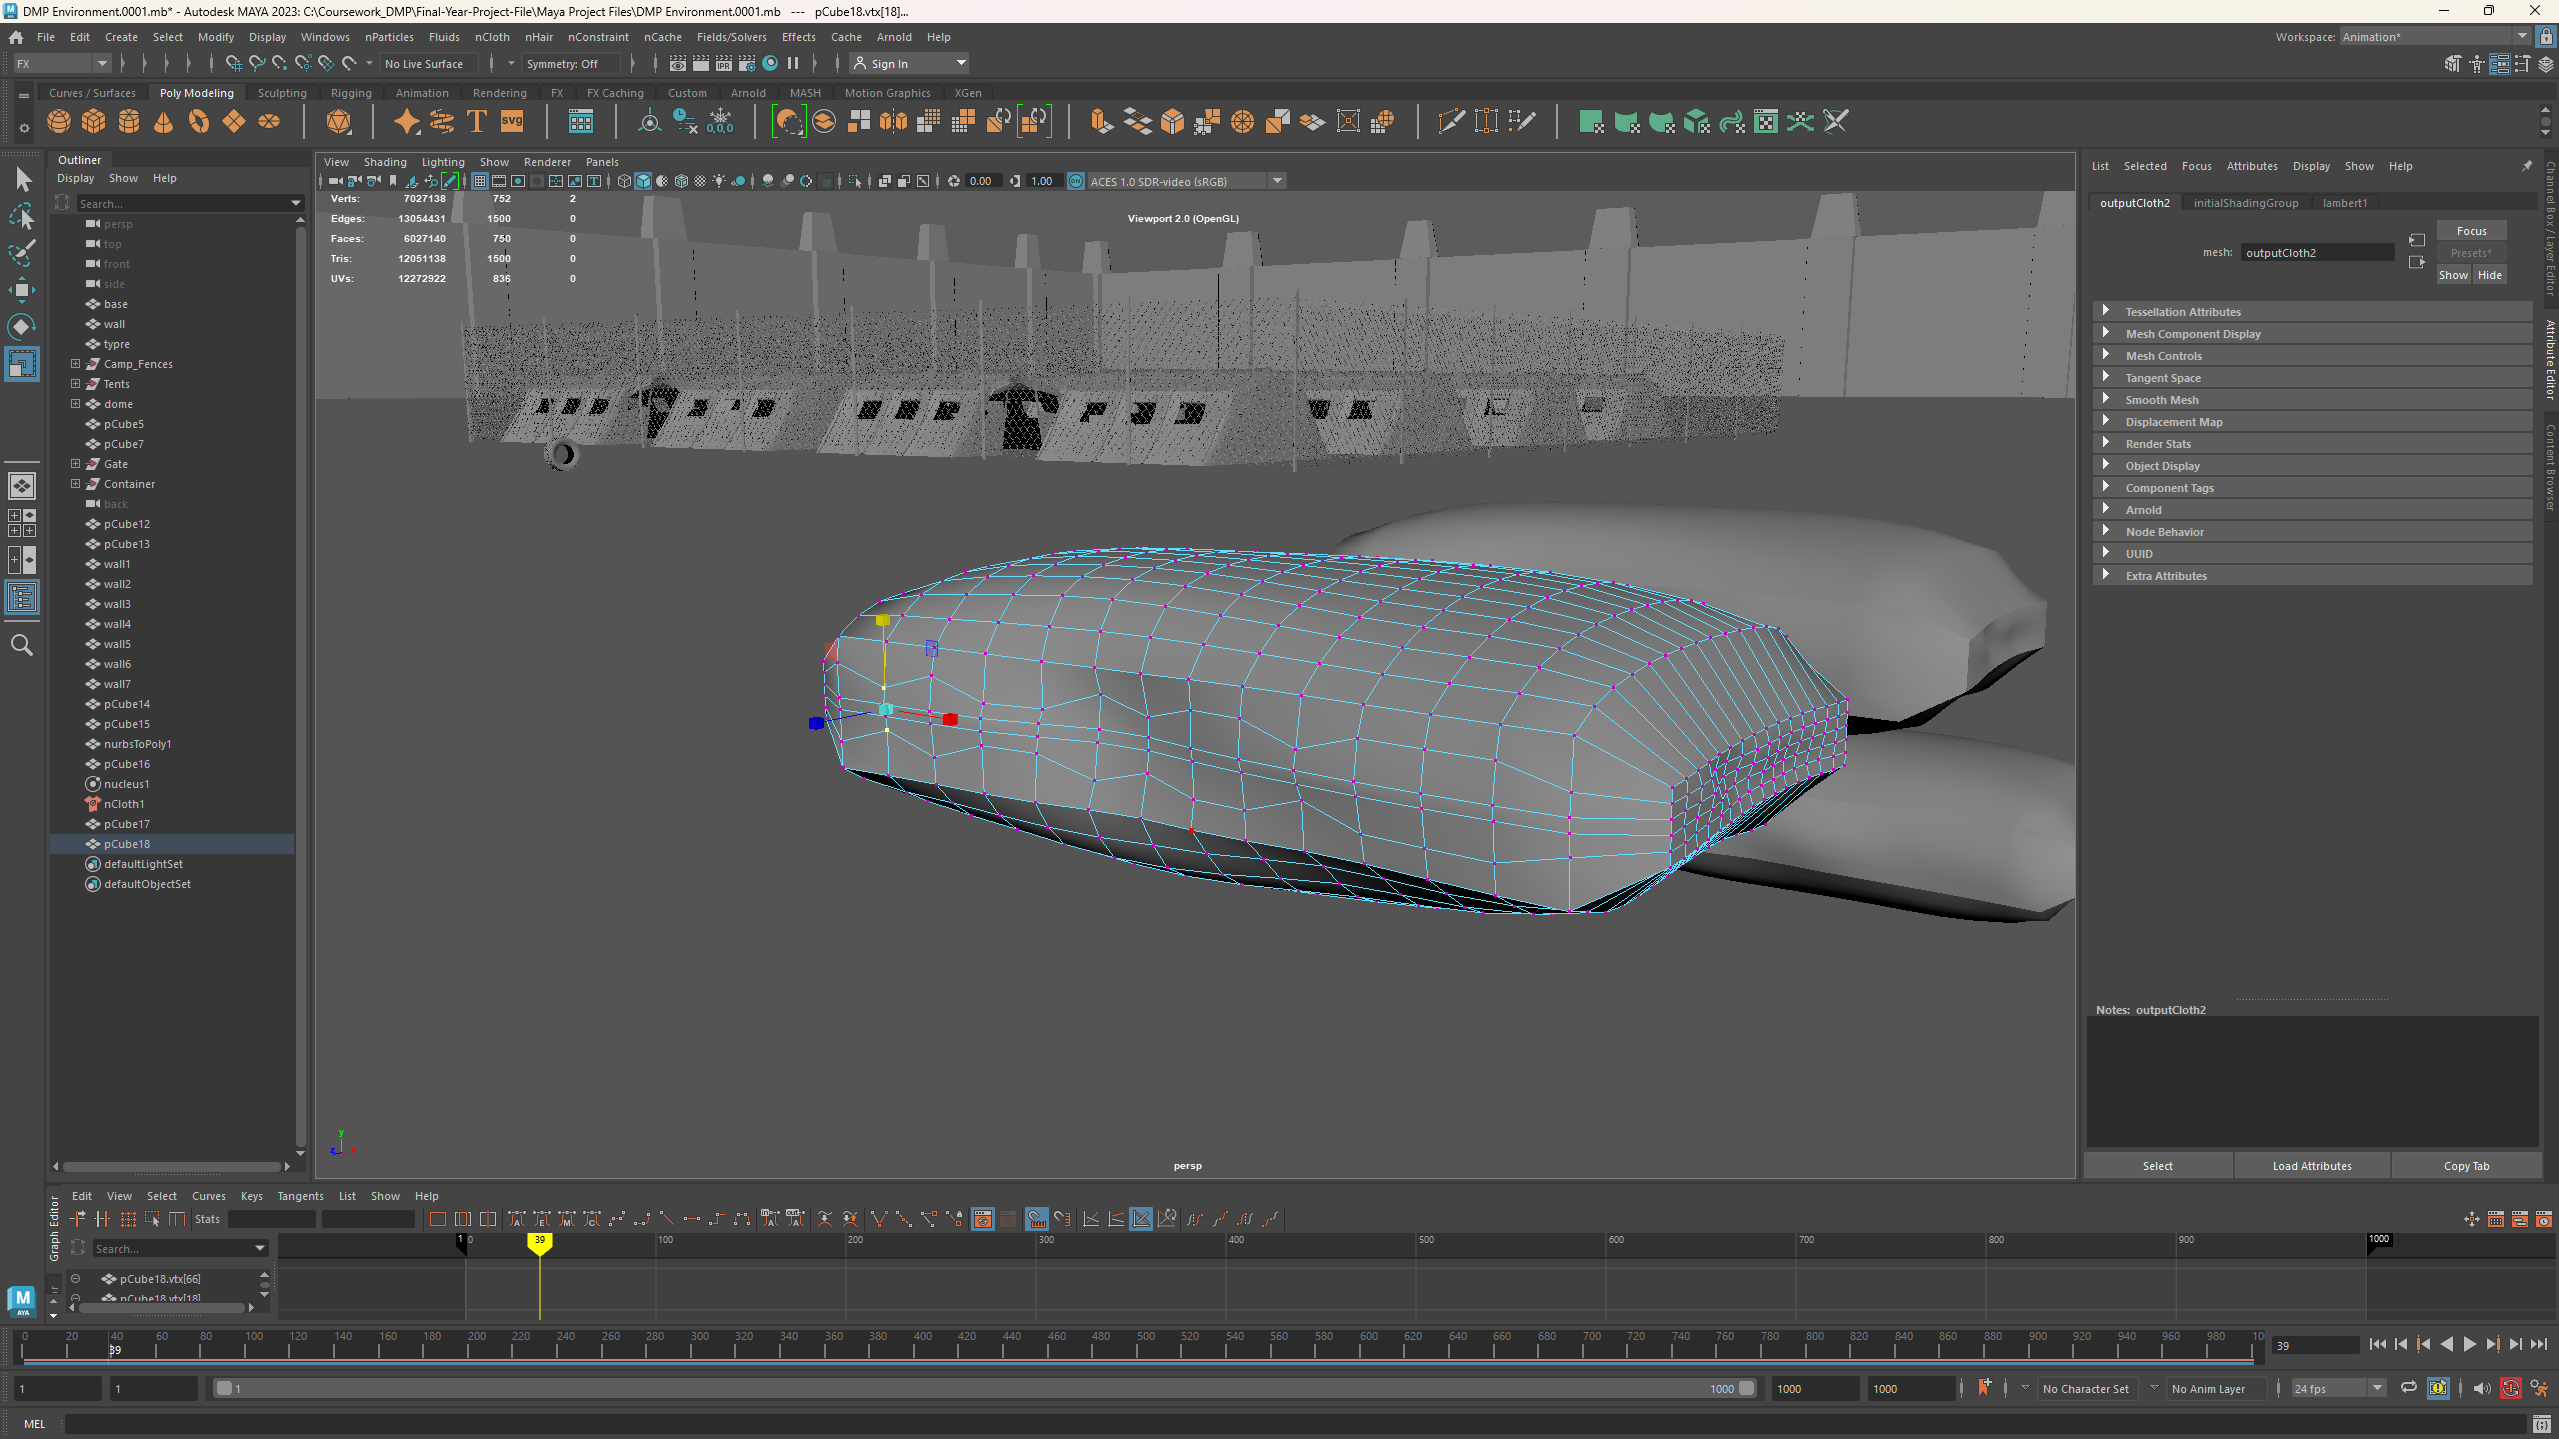 DMP Environment.0001.mb* - Autodesk MAYA 2023: C:\Coursework_DMP\Final-Year-Project-File\Maya Project Files\DMP Environment.0001.mb --- pCube18.vtx[18]...
File Edit Create Select Modify Display Windows nParticles Fluids nCloth nHair nConstraint nCache Fields/Solvers Effects Cache Arnold Help
Workspace: Animation*
FX No Live Surface Symmetry: Off Sign In
Curves / Surfaces Poly Modeling Sculpting Rigging Animation Rendering FX FX Caching Custom Arnold MASH Motion Graphics XGen
Outliner
Display Show Help
Search...
persp
top
front
side
base
wall
typre
Camp_Fences
Tents
dome
pCube5
pCube7
Gate
Container
back
pCube12
pCube13
wall1
wall2
wall3
wall4
wall5
wall6
wall7
pCube14
pCube15
nurbsToPoly1
pCube16
nucleus1
nCloth1
pCube17
pCube18
defaultLightSet
defaultObjectSet
View Shading Lighting Show Renderer Panels
0.00 1.00 ACES 1.0 SDR-video (sRGB)
Verts: 7027138 752 2
Edges: 13054431 1500 0
Faces: 6027140 750 0
Tris: 12051138 1500 0
UVs: 12272922 836 0
Viewport 2.0 (OpenGL)
persp
List Selected Focus Attributes Display Show Help
outputCloth2 initialShadingGroup lambert1
mesh: outputCloth2
Focus
Presets*
Show Hide
Tessellation Attributes
Mesh Component Display
Mesh Controls
Tangent Space
Smooth Mesh
Displacement Map
Render Stats
Object Display
Component Tags
Arnold
Node Behavior
UUID
Extra Attributes
Notes: outputCloth2
Select Load Attributes Copy Tab
Channel Box / Layer Editor
Attribute Editor
Content Browser
Graph Editor
Edit View Select Curves Keys Tangents List Show Help
Stats
Search...
pCube18.vtx[66]
pCube18.vtx[18]
1 0 39 100 200 300 400 500 600 700 800 900 1000
0 20 40 60 80 100 120 140 160 180 200 220 240 260 280 300 320 340 360 380 400 420 440 460 480 500 520 540 560 580 600 620 640 660 680 700 720 740 760 780 800 820 840 860 880 900 920 940 960 980 10
39
39
1 1 1 1000 1000 1000 No Character Set No Anim Layer 24 fps
MEL